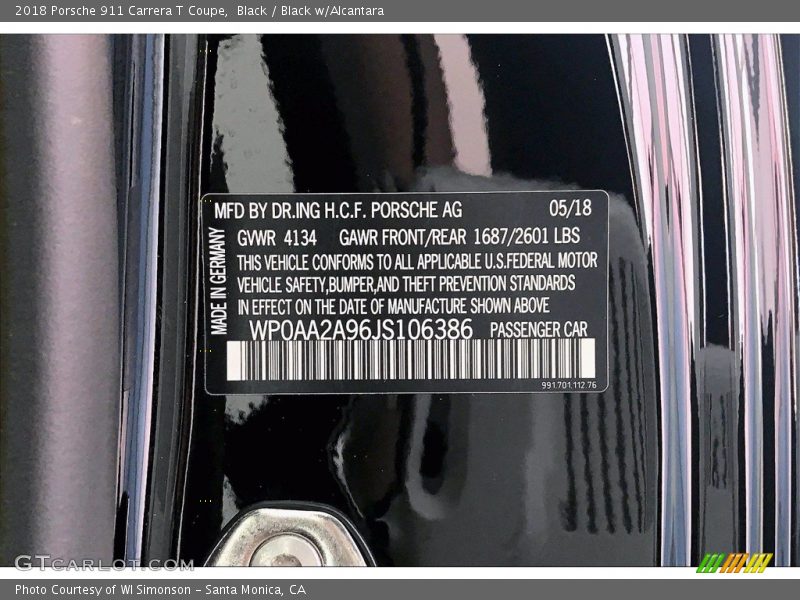 2018 Porsche 911 Carrera T Coupe,  Black / Black w/Alcantara
MFD BY DR.ING H.C.F. PORSCHE AG 05/18
GVWR 4134 GAWR FRONT/REAR 1687/2601 LBS
THIS VEHICLE CONFORMS TO ALL APPLICABLE U.S.FEDERAL MOTOR
VEHICLE SAFETY,BUMPER,AND THEFT PREVENTION STANDARDS
IN EFFECT ON THE DATE OF MANUFACTURE SHOWN ABOVE
MADE IN GERMANY
WP0AA2A96JS106386 PASSENGER CAR
991.701.112.76
GTcarlot.com
Photo Courtesy of WI Simonson - Santa Monica, CA